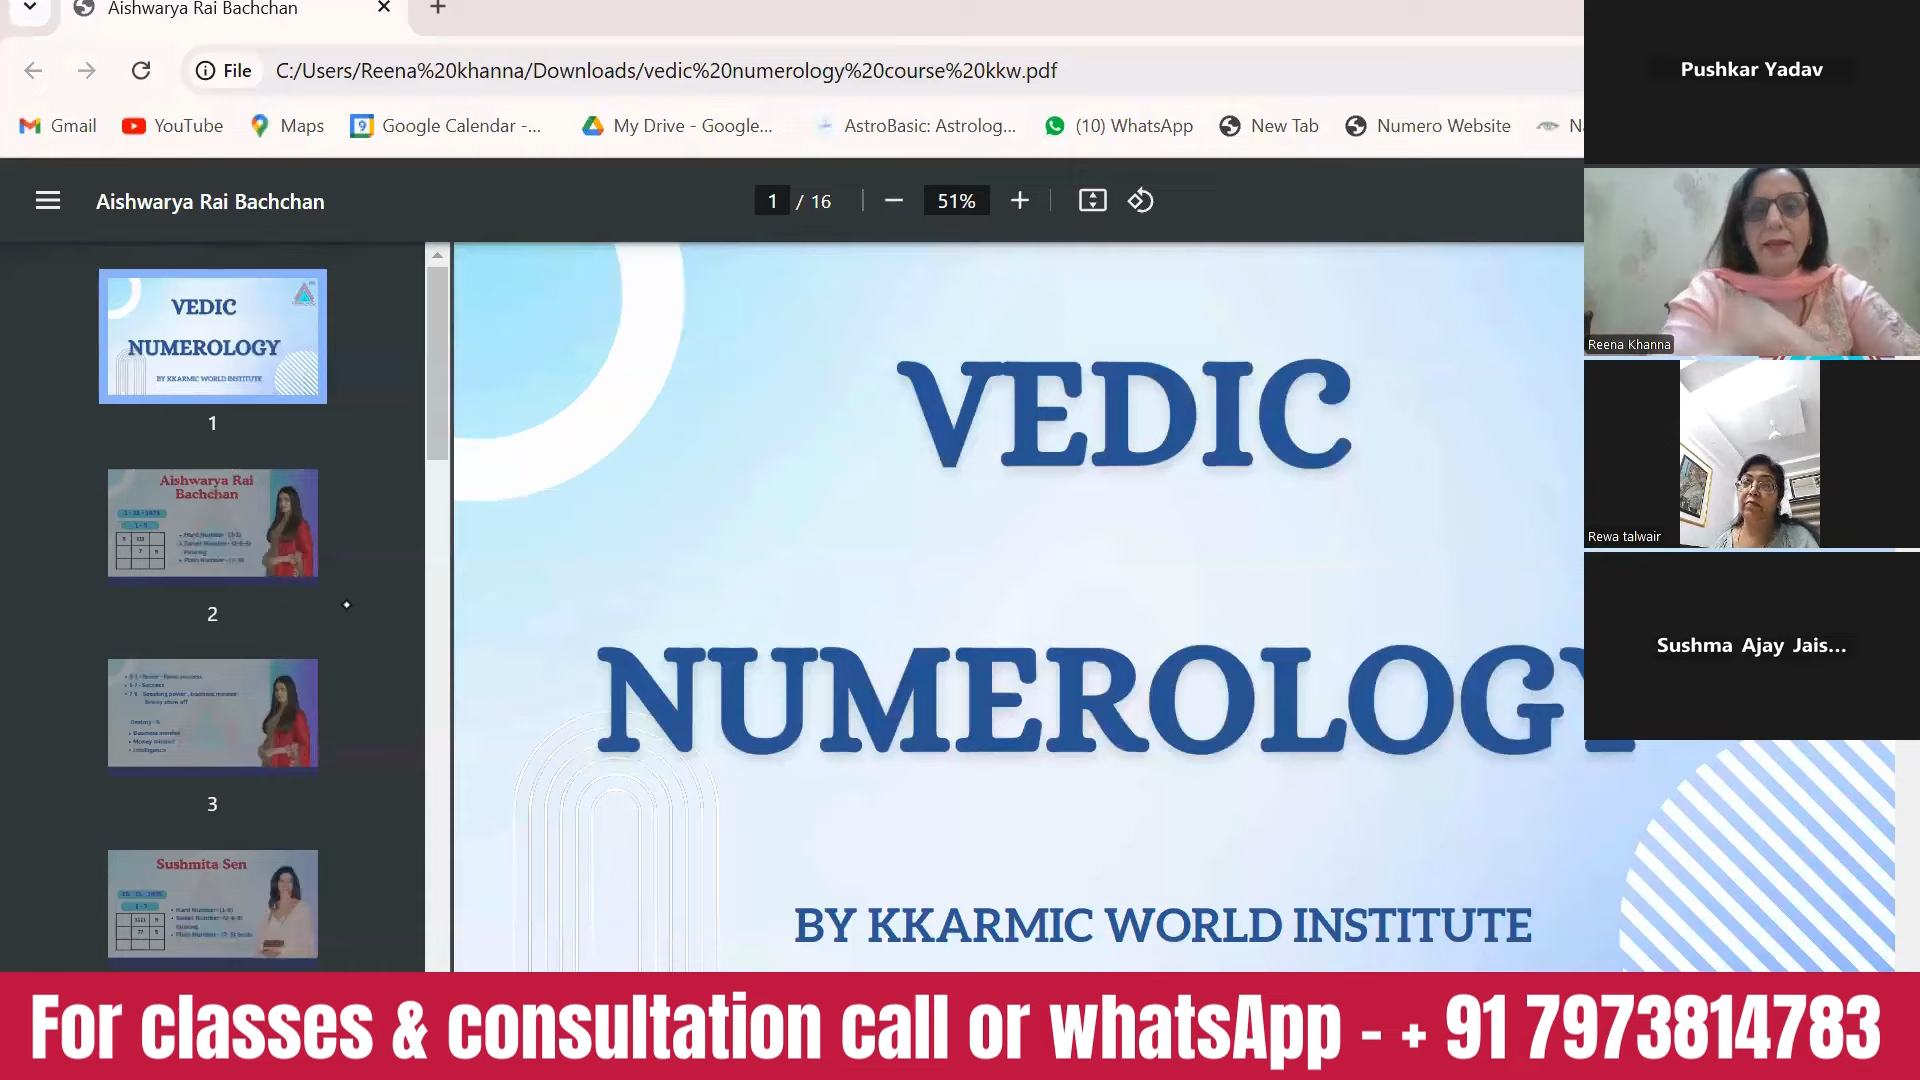 Aishwarya Rai Bachchan
File C:/Users/Reena%20khanna/Downloads/vedic%20numerology%20course%20kkw.pdf
Gmail YouTube Maps Google Calendar -... My Drive - Google... AstroBasic: Astrolog... (10) WhatsApp New Tab Numero Website N
Aishwarya Rai Bachchan
1 / 16
51%
VEDIC
NUMEROLOGY
BY KKARMIC WORLD INSTITUTE
1
Aishwarya Rai
Bachchan
2
3
Sushmita Sen
VEDIC
NUMEROLOGY
BY KKARMIC WORLD INSTITUTE
Pushkar Yadav
Reena Khanna
Rewa talwair
Sushma Ajay Jais...
For classes & consultation call or whatsApp - + 91 7973814783